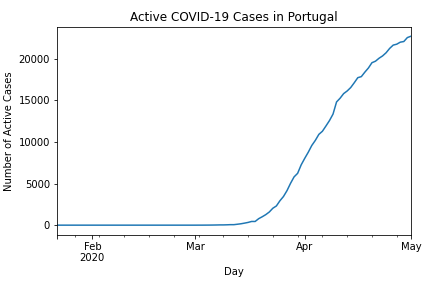 Active COVID-19 Cases in Portugal
Number of Active Cases
20000
15000
10000
5000
0
Feb
2020
Mar
Apr
May
Day